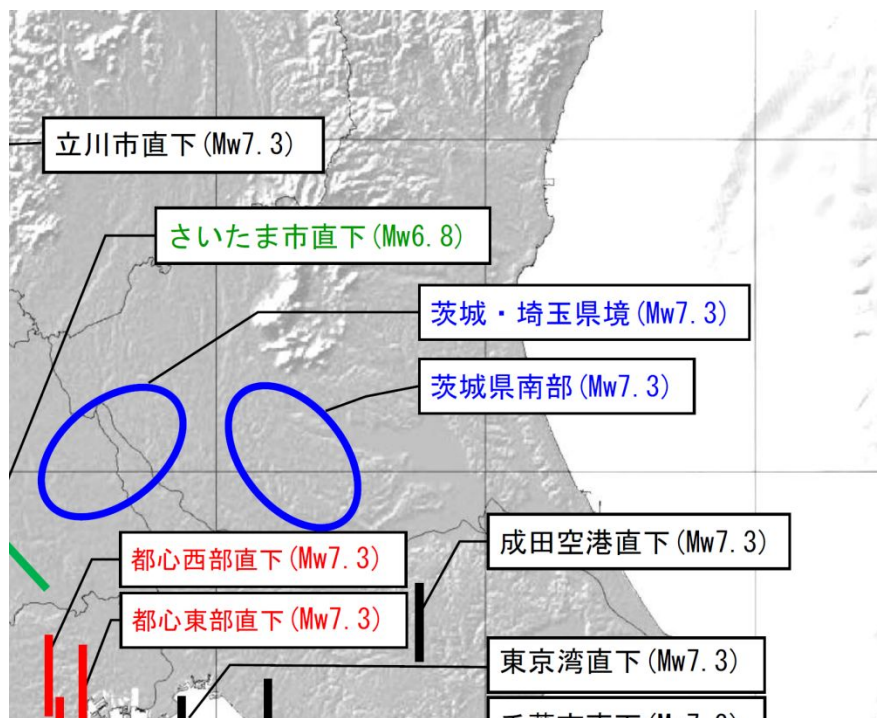 立川市直下(Mw7.3)
さいたま市直下(Mw6.8)
茨城・埼玉県境(Mw7.3)
茨城県南部(Mw7.3)
成田空港直下(Mw7.3)
都心西部直下(Mw7.3)
都心東部直下(Mw7.3)
東京湾直下(Mw7.3)